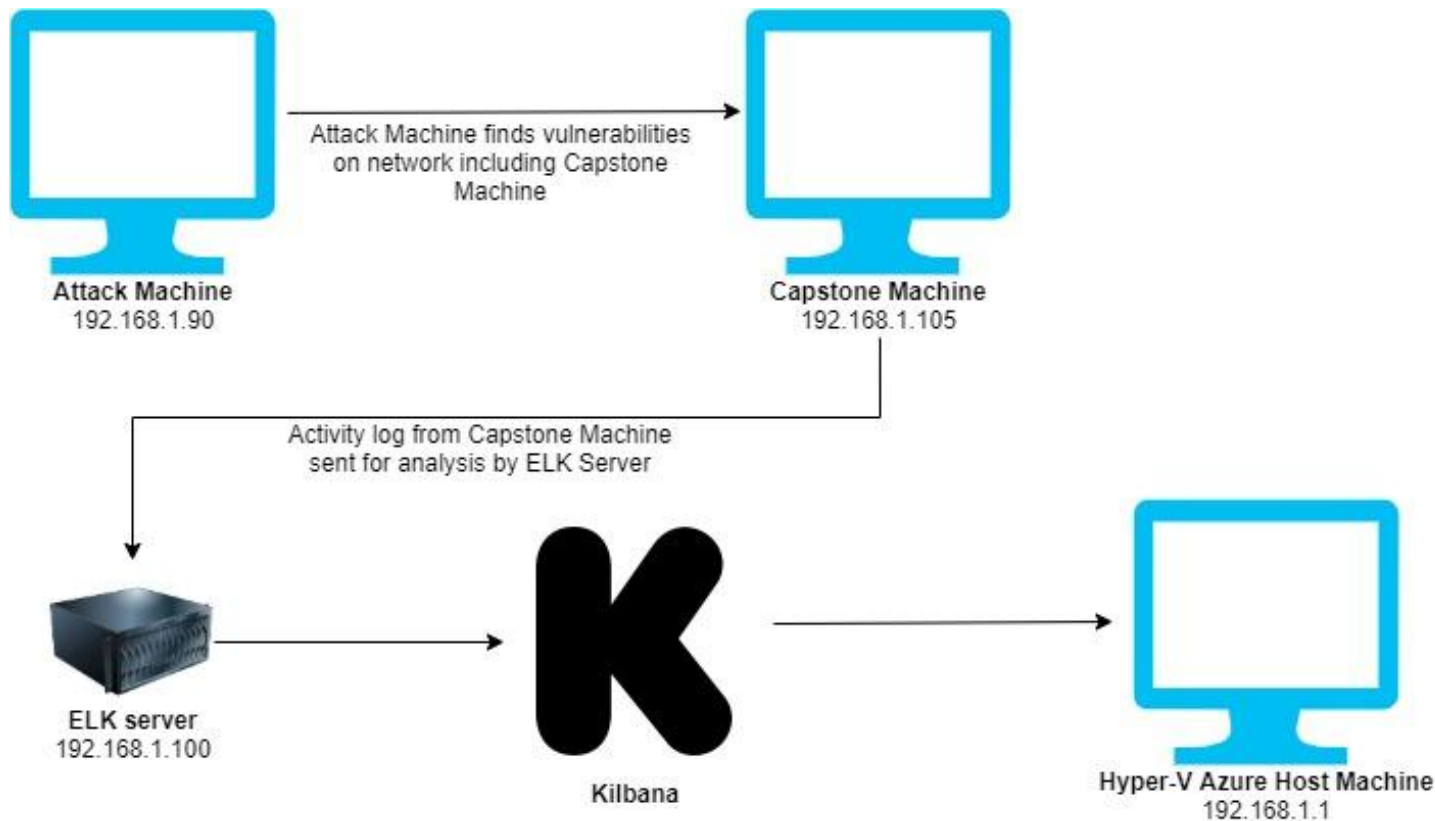 Attack Machine finds vulnerabilities
on network including Capstone
Machine
Attack Machine
192.168.1.90
Capstone Machine
192.168.1.105
Activity log from Capstone Machine
sent for analysis by ELK Server
ELK server
192.168.1.100
Kilbana
Hyper-V Azure Host Machine
192.168.1.1